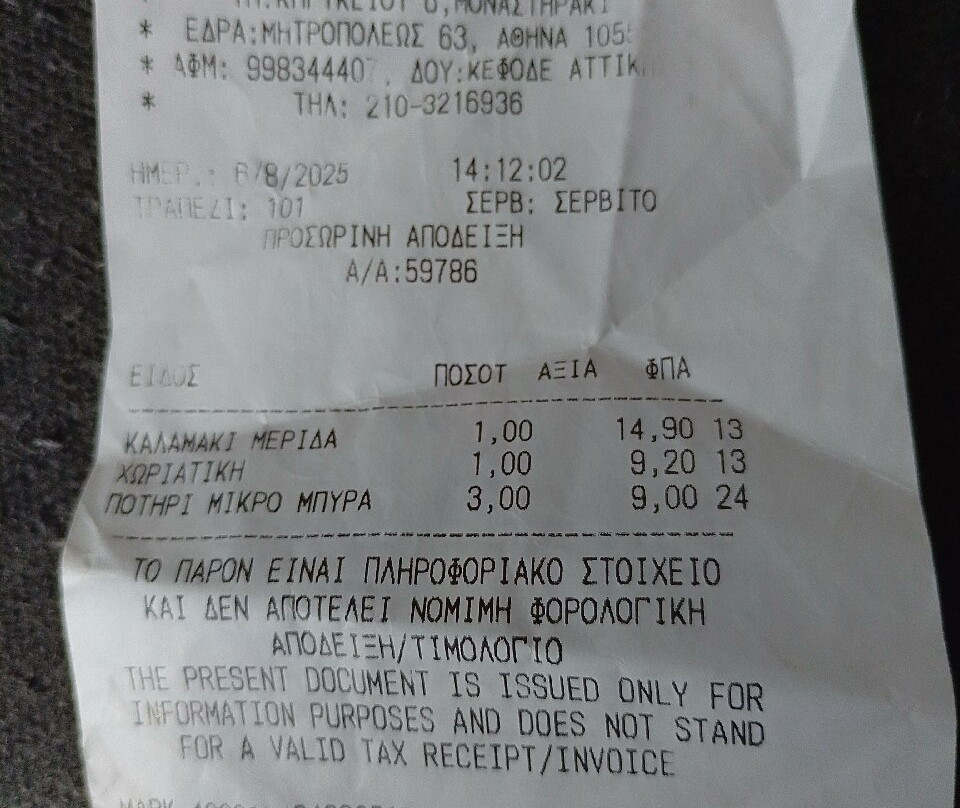 * ΕΔΡΑ:ΜΗΤΡΟΠΟΛΕΩΣ 63, ΑΘΗΝΑ
* ΑΦΜ: ΔΟΥ:ΚΕΦΟΔΕ
* ΤΗΛ: 210-3216936
ΗΜΕΡ.: 6/8/2025 14:12:02
ΤΡΑΠΕΖΙ: 101 ΣΕΡΒ: ΣΕΡΒΙΤΟ
ΠΡΟΣΩΡΙΝΗ ΑΠΟΔΕΙΞΗ
Α/Α:59786
ΕΙΔΟΣ ΠΟΣΟΤ ΑΞΙΑ ΦΠΑ
ΚΑΛΑΜΑΚΙ ΜΕΡΙΔΑ 1,00 14,90 13
ΧΩΡΙΑΤΙΚΗ 1,00 9,20 13
ΠΟΤΗΡΙ ΜΙΚΡΟ ΜΠΥΡΑ 3,00 9,00 24
ΤΟ ΠΑΡΟΝ ΕΙΝΑΙ ΠΛΗΡΟΦΟΡΙΑΚΟ ΣΤΟΙΧΕΙΟ
ΚΑΙ ΔΕΝ ΑΠΟΤΕΛΕΙ ΝΟΜΙΜΗ ΦΟΡΟΛΟΓΙΚΗ
ΑΠΟΔΕΙΞΗ/ΤΙΜΟΛΟΓΙΟ
THE PRESENT DOCUMENT IS ISSUED ONLY FOR
INFORMATION PURPOSES AND DOES NOT STAND
FOR A VALID TAX RECEIPT/INVOICE